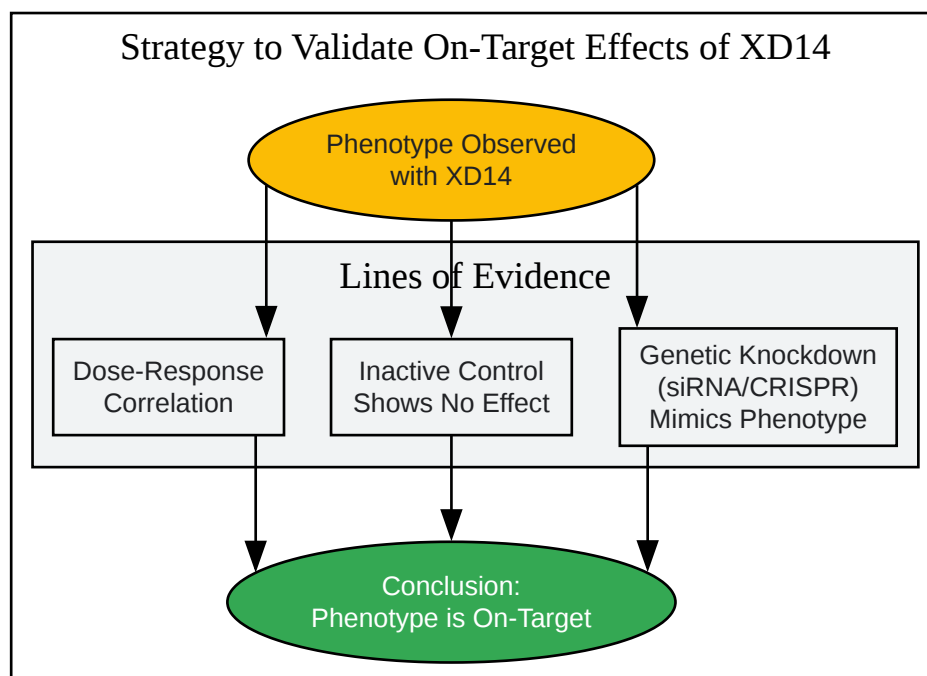 Strategy to Validate On-Target Effects of XD14
Phenotype Observed
with XD14
Lines of Evidence
Dose-Response
Correlation
Inactive Control
Shows No Effect
Genetic Knockdown
(siRNA/CRISPR)
Mimics Phenotype
Conclusion:
Phenotype is On-Target